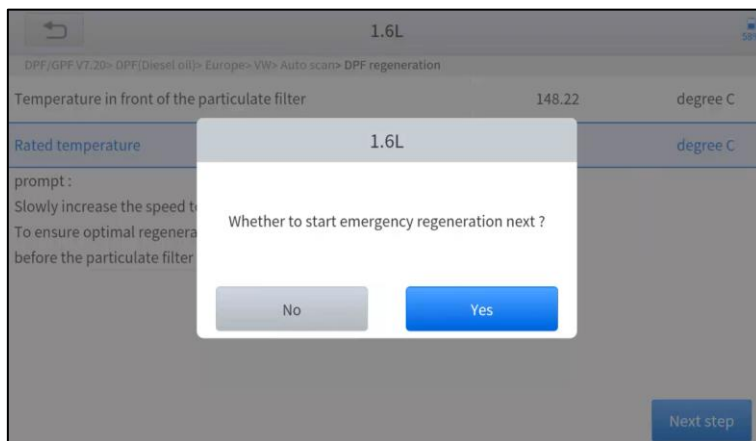 1.6L
59%
DPF/GPF V7.20> DPF(Diesel oil)> Europe> VW> Auto scan> DPF regeneration
Temperature in front of the particulate filter 148.22 degree C
Rated temperature degree C
1.6L
prompt :
Slowly increase the speed
To ensure optimal
before the particulate filter
Whether to start emergency regeneration next ?
No Yes
Next step